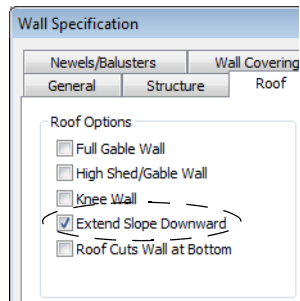 Wall Specification
Newels/Balusters Wall Covering
General Structure Roof
Roof Options
Full Gable Wall
High Shed/Gable Wall
Knee Wall
Extend Slope Downward
Roof Cuts Wall at Bottom